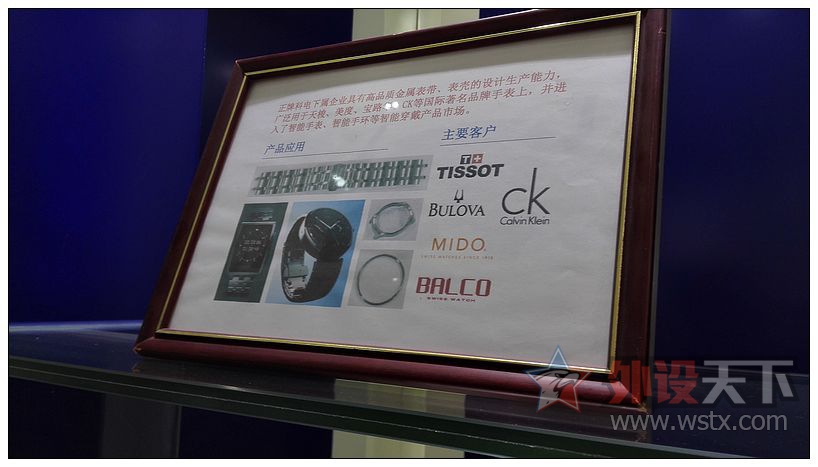 正牌科电下属企业具有高品质金属表带、表壳的设计生产能力,
广泛用于天梭、美度、宝路 CK等国际著名品牌手表上,并进
入了智能手表、智能手环等智能穿戴产品市场。
产品应用
主要客户
T+
TISSOT
BULOVA
ck
Calvin Klein
MIDO
SWISS WATCHES SINCE 1918
BALCO
SWISS WATCH
外设天下
www.wstx.com